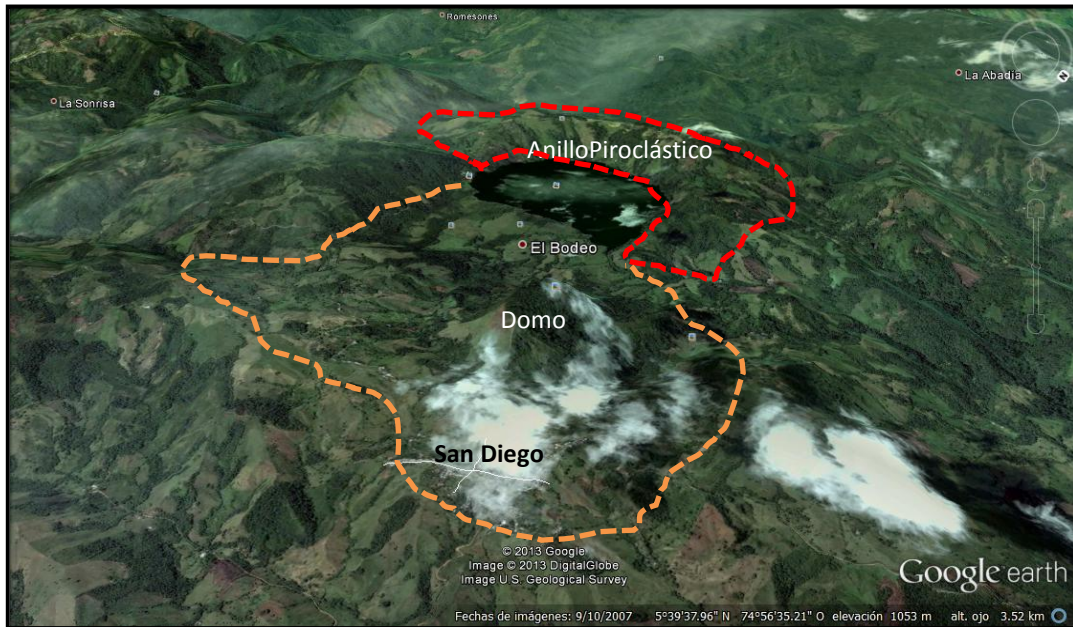 Romesones
La Sonrisa
La Abadía
N
AnilloPiroclástico
El Bodeo
Domo
San Diego
© 2013 Google
Image © 2013 DigitalGlobe
Image U.S. Geological Survey
Google earth
Fechas de imágenes: 9/10/2007 5°39'37.96" N 74°56'35.21" O elevación 1053 m alt. ojo 3.52 km